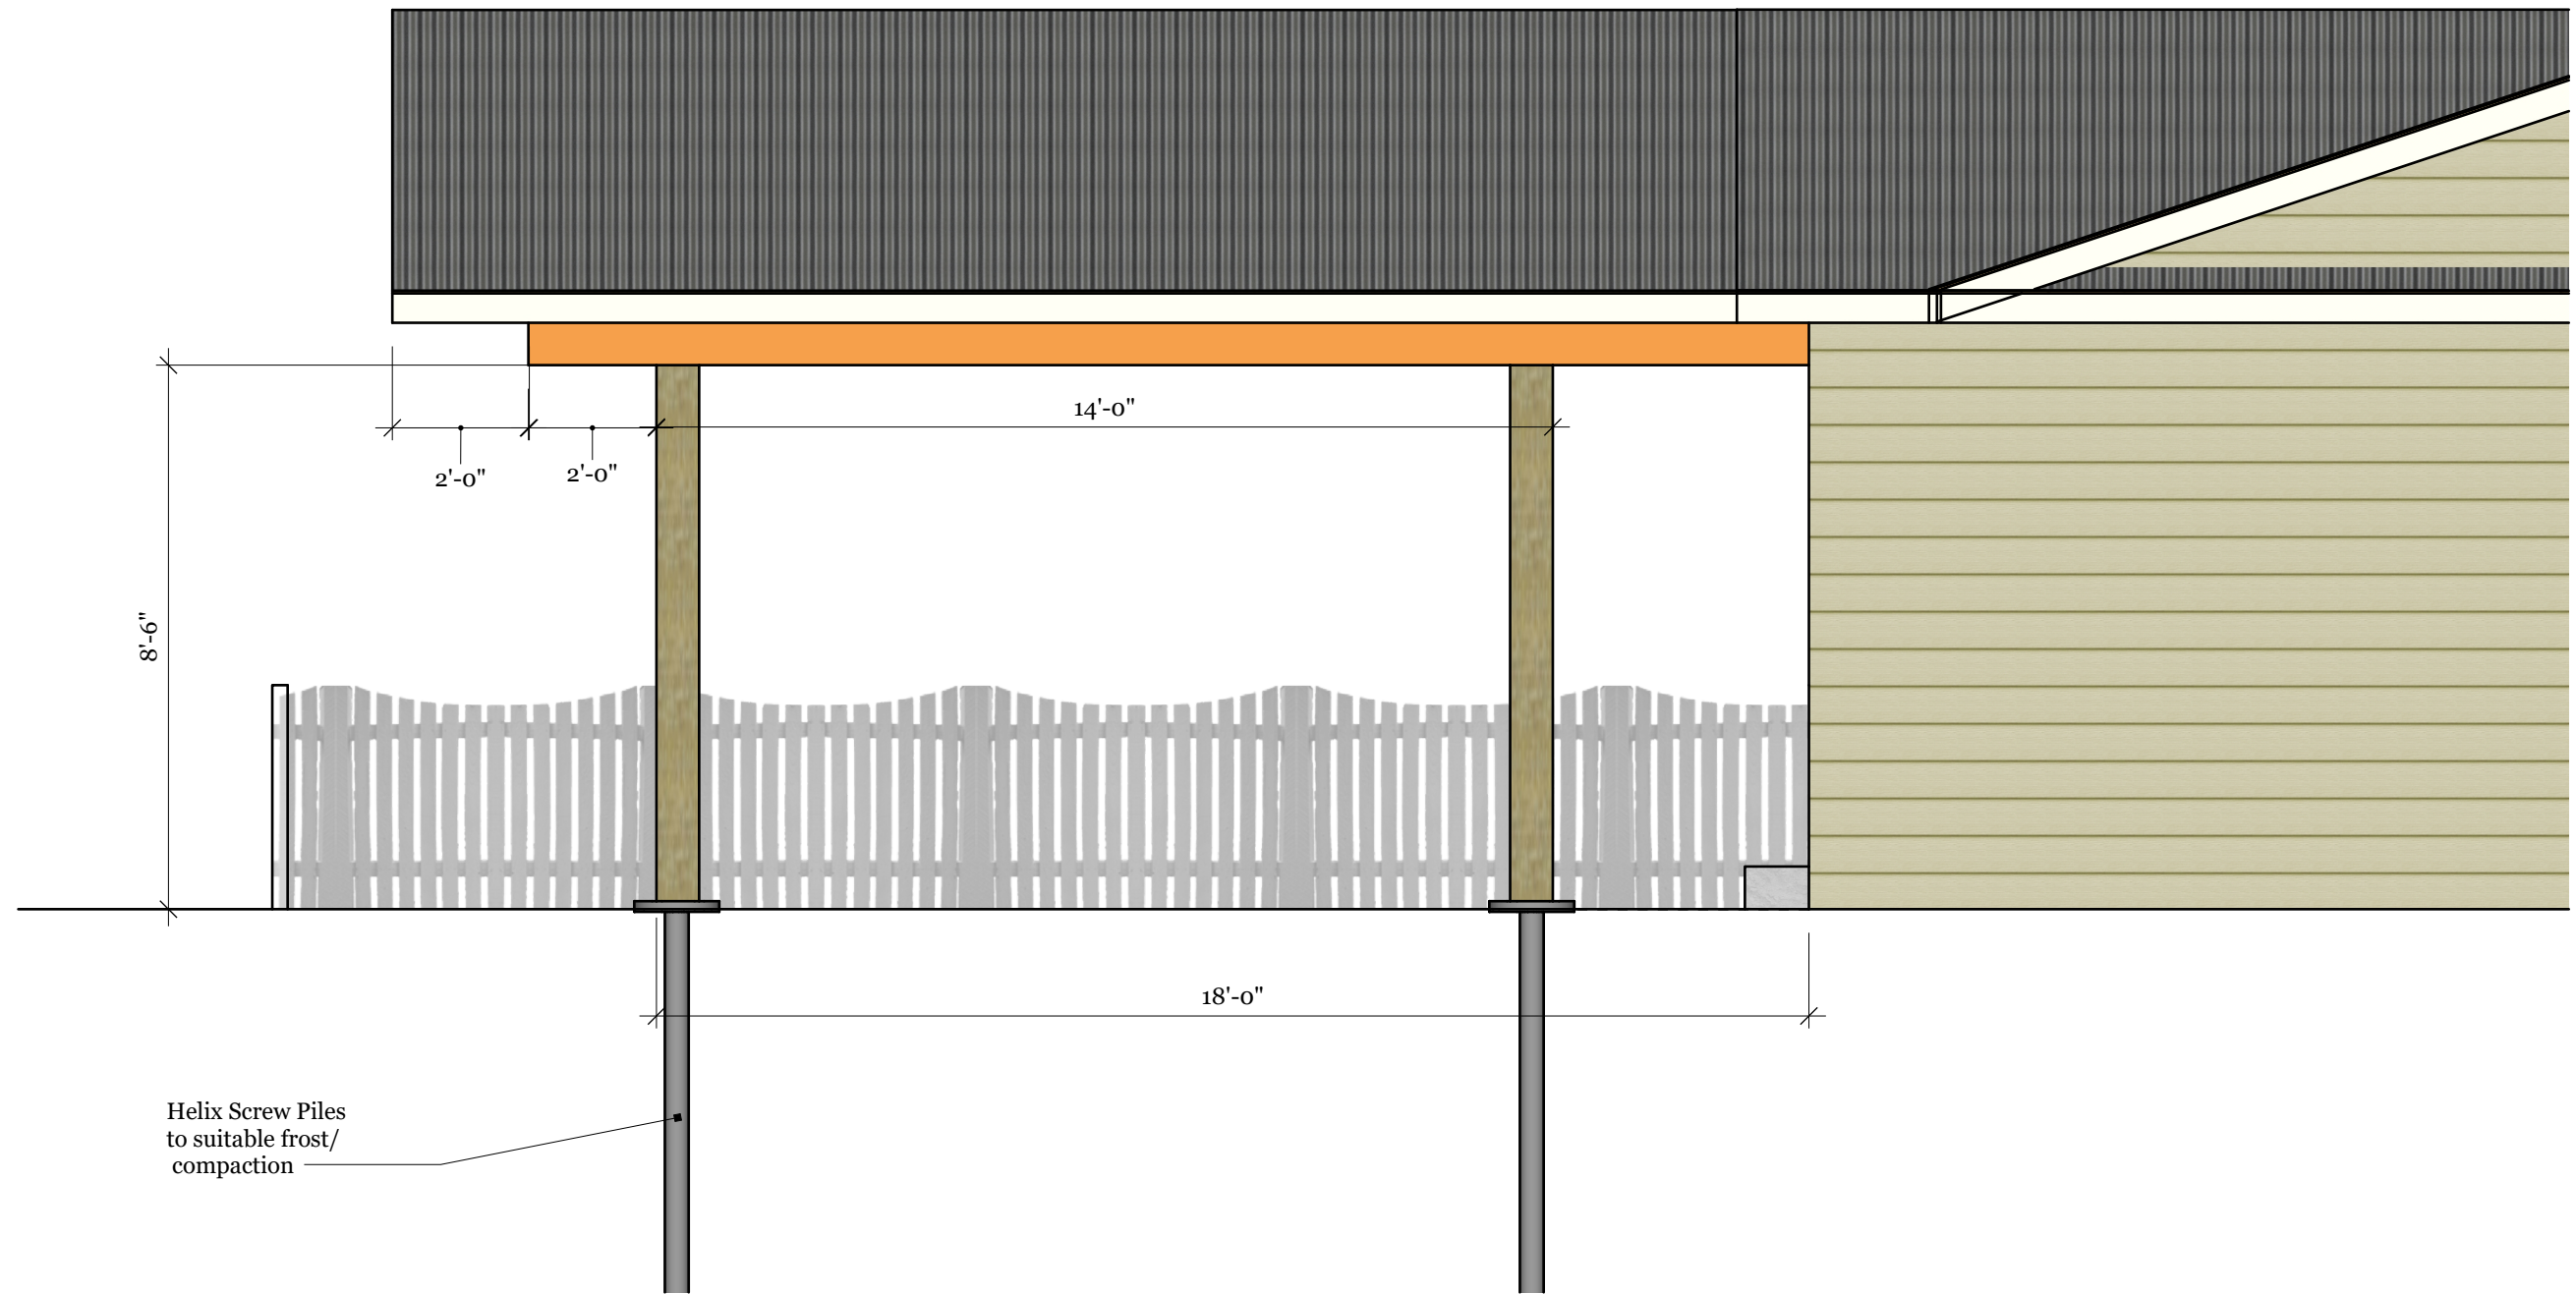 14'-0"
2'-0"
2'-0"
8'-6"
18'-0"
Helix Screw Piles
to suitable frost/
compaction